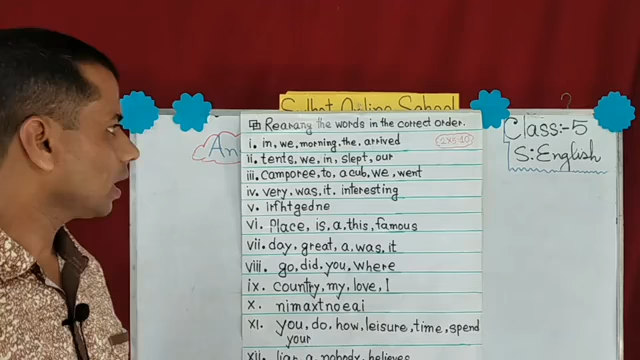 Sylhet Online School
Rearrang the words in the correct order.
2x5=10
i. in, we, morning, the, arrived
ii. tents, we, in, slept, our
iii. camporee, to, a cub, we, went
iv. very, was, it, interesting
v. irfhtgedne
vi. Place, is, a, this, famous
vii. day, great, a, was, it
viii. go, did, you, where
ix. country, my, love, I
x. nimaxtnoeai
xi. you, do, how, leisure, time, spend
your
xii. liar, a, nobody, believes
An
Class:-5
S:English